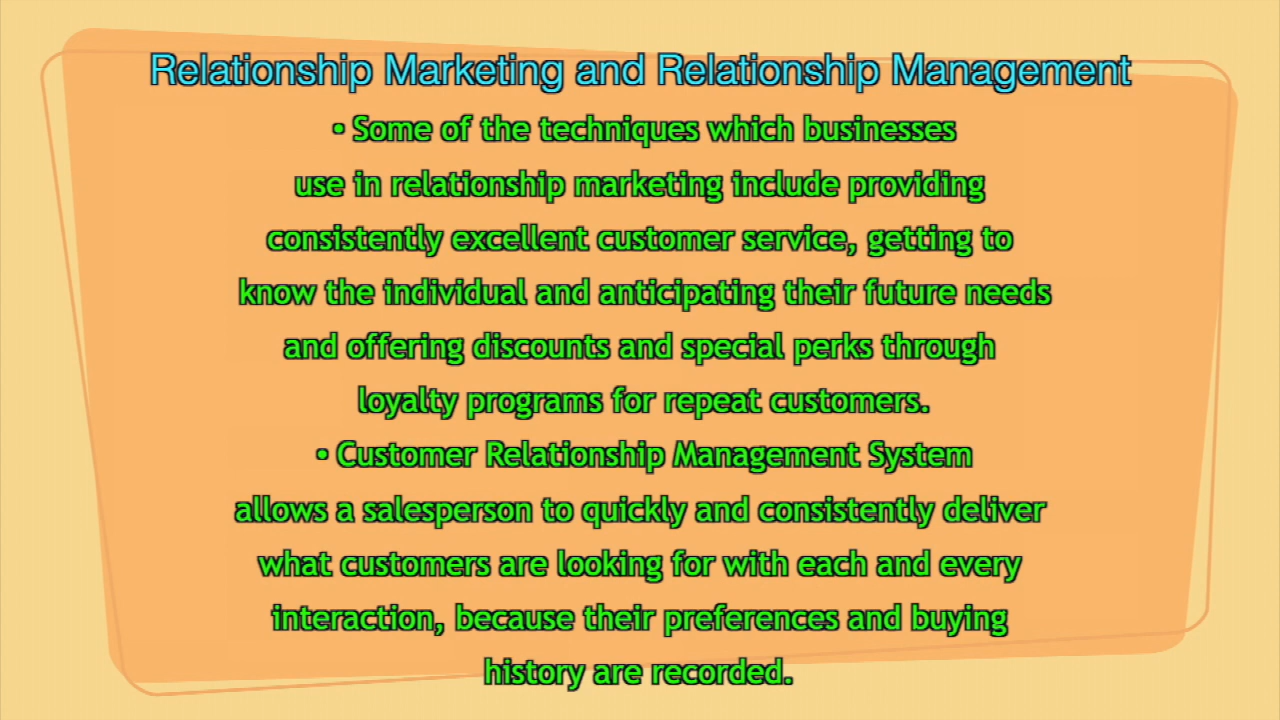 Relationship Marketing and Relationship Management
• Some of the techniques which businesses
use in relationship marketing include providing
consistently excellent customer service, getting to
know the individual and anticipating their future needs
and offering discounts and special perks through
loyalty programs for repeat customers.
• Customer Relationship Management System
allows a salesperson to quickly and consistently deliver
what customers are looking for with each and every
interaction, because their preferences and buying
history are recorded.